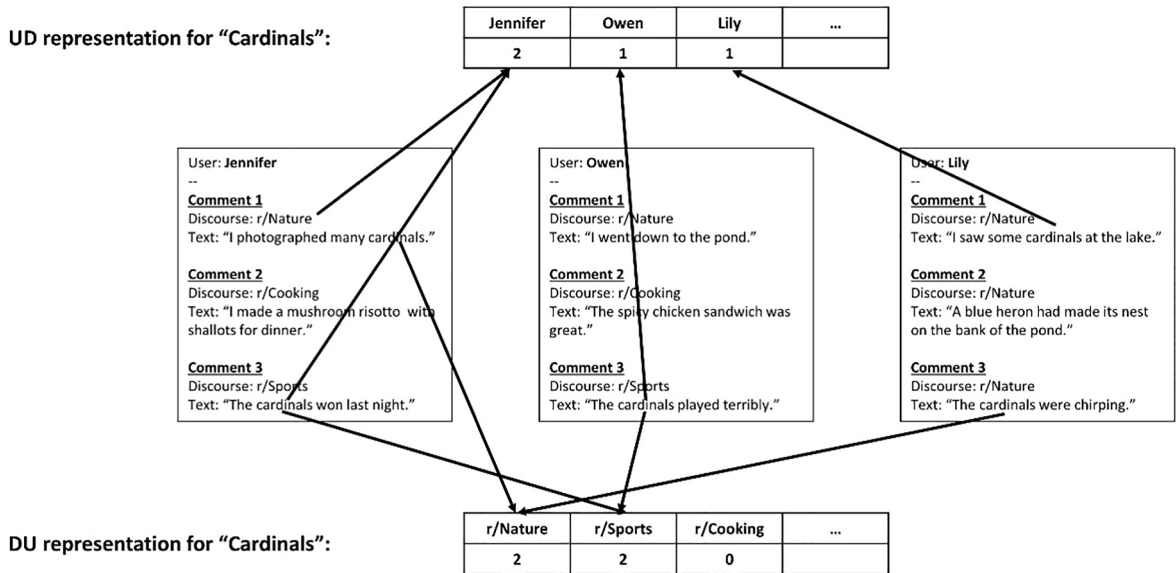 Jennifer Owen Lily ...
UD representation for “Cardinals”:
2 1 1
User: Jennifer
--
Comment 1
Discourse: r/Nature
Text: “I photographed many cardinals.”
Comment 2
Discourse: r/Cooking
Text: “I made a mushroom risotto with
shallots for dinner.”
Comment 3
Discourse: r/Sports
Text: “The cardinals won last night.”
User: Owen
--
Comment 1
Discourse: r/Nature
Text: “I went down to the pond.”
Comment 2
Discourse: r/Cooking
Text: “The spicy chicken sandwich was
great.”
Comment 3
Discourse: r/Sports
Text: “The cardinals played terribly.”
User: Lily
--
Comment 1
Discourse: r/Nature
Text: “I saw some cardinals at the lake.”
Comment 2
Discourse: r/Nature
Text: “A blue heron had made its nest
on the bank of the pond.”
Comment 3
Discourse: r/Nature
Text: “The cardinals were chirping.”
r/Nature r/Sports r/Cooking ...
DU representation for “Cardinals”:
2 2 0